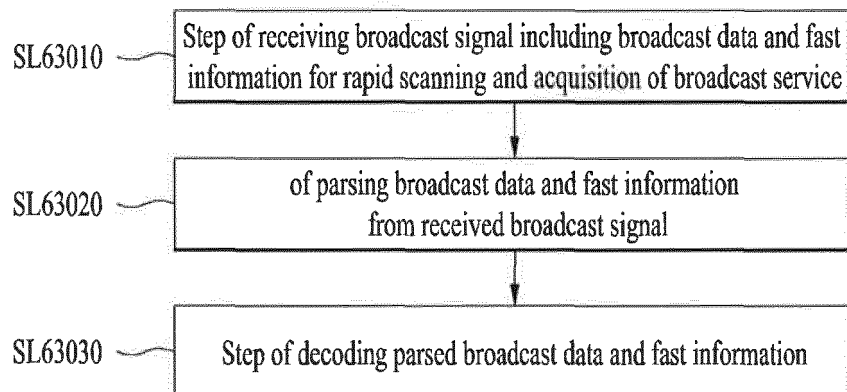 SL63010
Step of receiving broadcast signal including broadcast data and fast
information for rapid scanning and acquisition of broadcast service
SL63020
of parsing broadcast data and fast information
from received broadcast signal
SL63030
Step of decoding parsed broadcast data and fast information